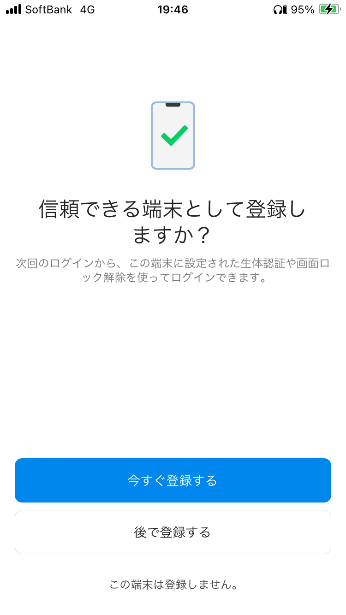 SoftBank 4G 19:46 95%
信頼できる端末として登録し
ますか？
次回のログインから、この端末に設定された生体認証や画面ロ
ック解除を使ってログインできます。
今すぐ登録する
後で登録する
この端末は登録しません。